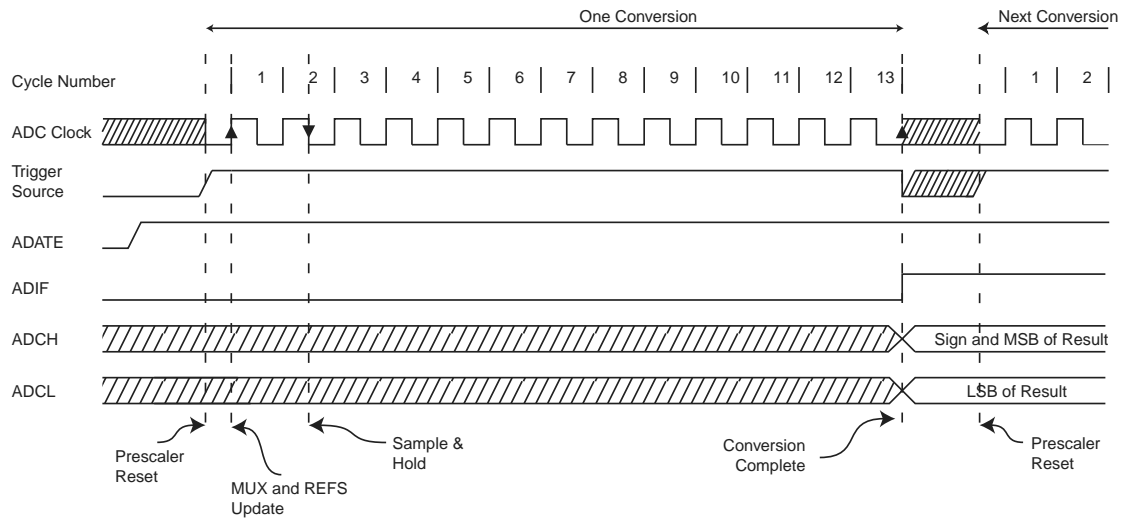 One Conversion
Next Conversion
Cycle Number
1 2 3 4 5 6 7 8 9 10 11 12 13 1 2
ADC Clock
Trigger
Source
ADATE
ADIF
ADCH
Sign and MSB of Result
ADCL
LSB of Result
Prescaler
Reset
MUX and REFS
Update
Sample &
Hold
Conversion
Complete
Prescaler
Reset